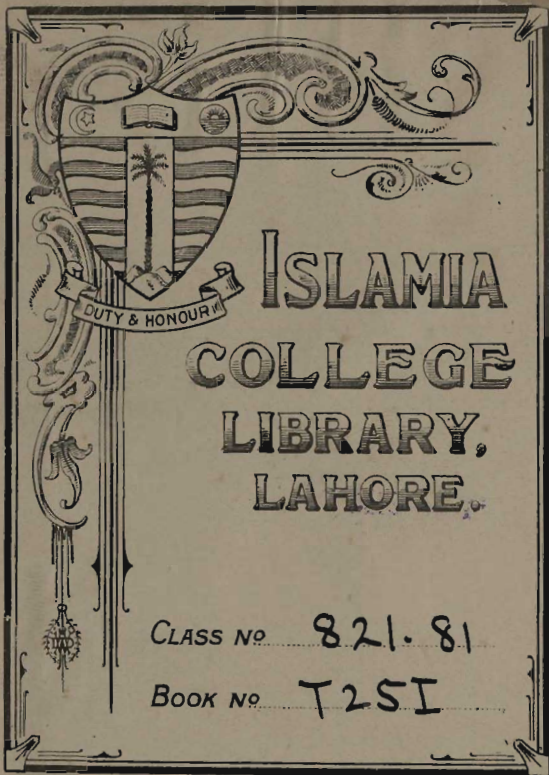 DUTY & HONOUR
ISLAMIA
COLLEGE
LIBRARY,
LAHORE.
CLASS NO 821.81
BOOK NO T25I